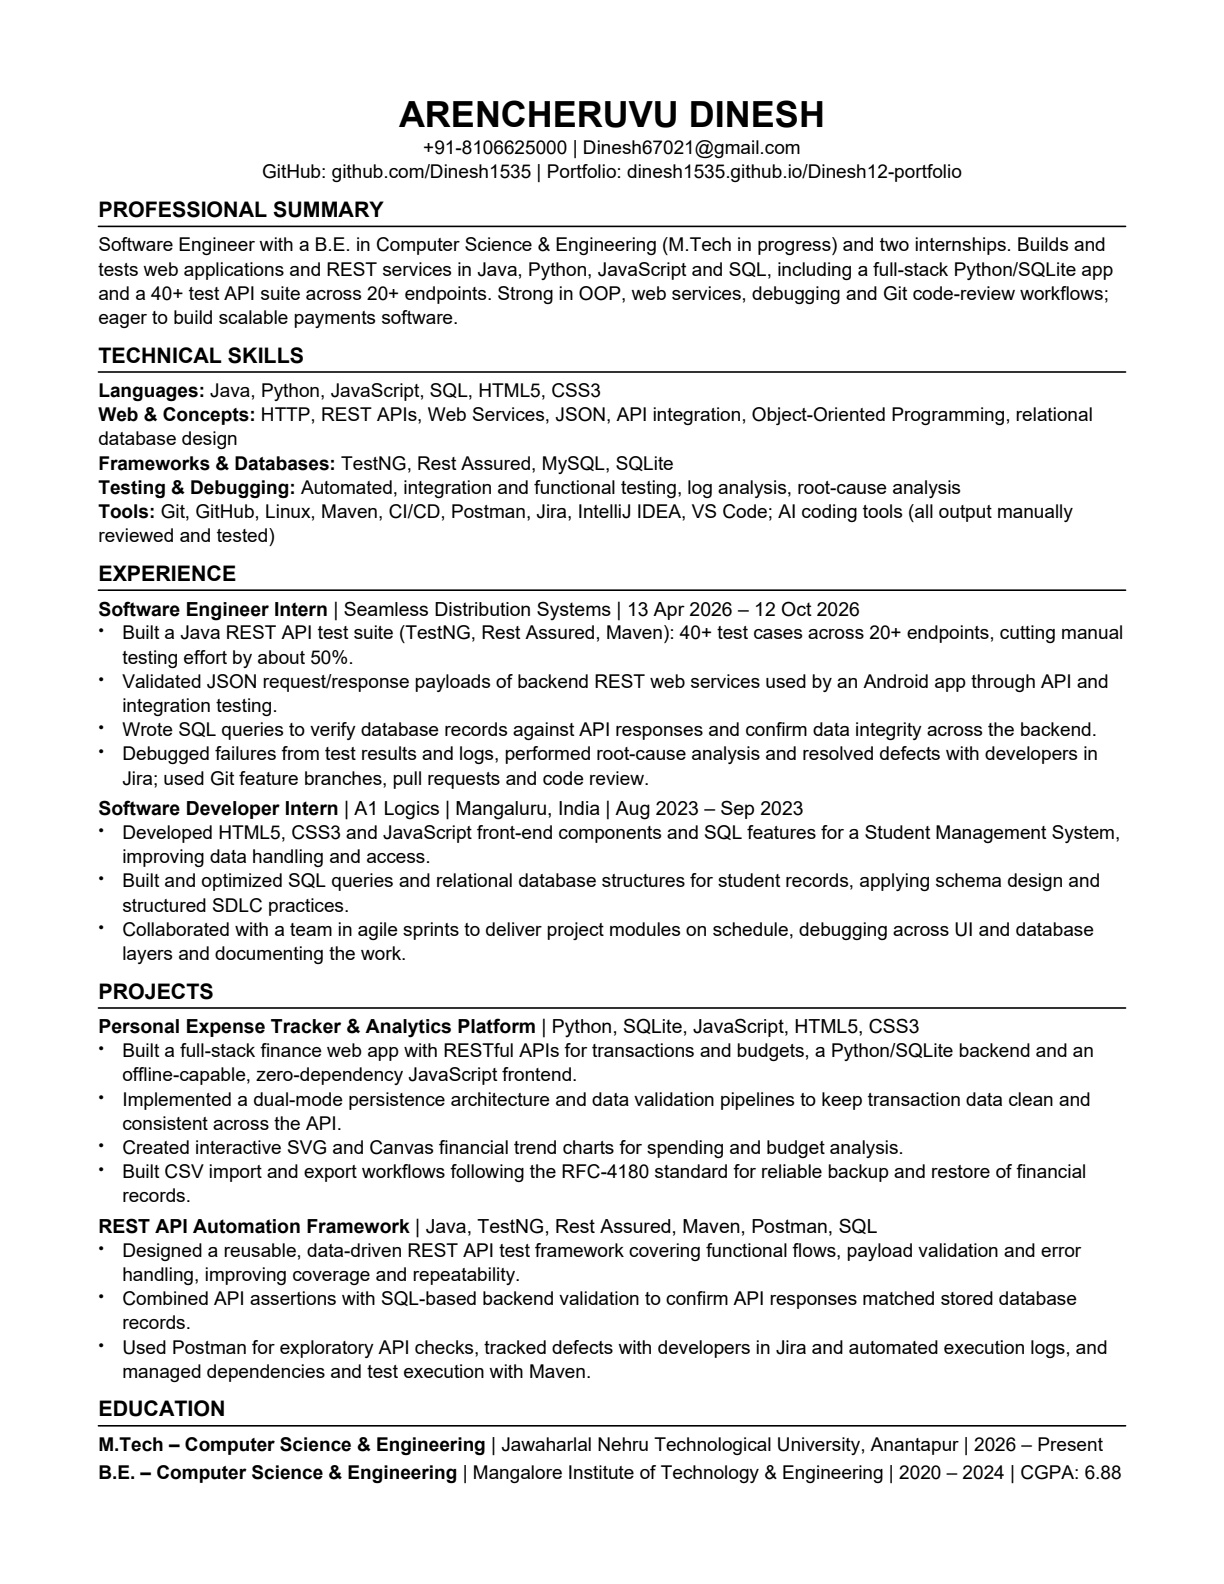 ARENCHERUVU DINESH
+91-8106625000 | Dinesh67021@gmail.com
GitHub: github.com/Dinesh1535 | Portfolio: dinesh1535.github.io/Dinesh12-portfolio
PROFESSIONAL SUMMARY
Software Engineer with a B.E. in Computer Science & Engineering (M.Tech in progress) and two internships. Builds and
tests web applications and REST services in Java, Python, JavaScript and SQL, including a full-stack Python/SQLite app
and a 40+ test API suite across 20+ endpoints. Strong in OOP, web services, debugging and Git code-review workflows;
eager to build scalable payments software.
TECHNICAL SKILLS
Languages: Java, Python, JavaScript, SQL, HTML5, CSS3
Web & Concepts: HTTP, REST APIs, Web Services, JSON, API integration, Object-Oriented Programming, relational
database design
Frameworks & Databases: TestNG, Rest Assured, MySQL, SQLite
Testing & Debugging: Automated, integration and functional testing, log analysis, root-cause analysis
Tools: Git, GitHub, Linux, Maven, CI/CD, Postman, Jira, IntelliJ IDEA, VS Code; AI coding tools (all output manually
reviewed and tested)
EXPERIENCE
Software Engineer Intern | Seamless Distribution Systems | 13 Apr 2026 – 12 Oct 2026
• Built a Java REST API test suite (TestNG, Rest Assured, Maven): 40+ test cases across 20+ endpoints, cutting manual
testing effort by about 50%.
• Validated JSON request/response payloads of backend REST web services used by an Android app through API and
integration testing.
• Wrote SQL queries to verify database records against API responses and confirm data integrity across the backend.
• Debugged failures from test results and logs, performed root-cause analysis and resolved defects with developers in
Jira; used Git feature branches, pull requests and code review.
Software Developer Intern | A1 Logics | Mangaluru, India | Aug 2023 – Sep 2023
• Developed HTML5, CSS3 and JavaScript front-end components and SQL features for a Student Management System,
improving data handling and access.
• Built and optimized SQL queries and relational database structures for student records, applying schema design and
structured SDLC practices.
• Collaborated with a team in agile sprints to deliver project modules on schedule, debugging across UI and database
layers and documenting the work.
PROJECTS
Personal Expense Tracker & Analytics Platform | Python, SQLite, JavaScript, HTML5, CSS3
• Built a full-stack finance web app with RESTful APIs for transactions and budgets, a Python/SQLite backend and an
offline-capable, zero-dependency JavaScript frontend.
• Implemented a dual-mode persistence architecture and data validation pipelines to keep transaction data clean and
consistent across the API.
• Created interactive SVG and Canvas financial trend charts for spending and budget analysis.
• Built CSV import and export workflows following the RFC-4180 standard for reliable backup and restore of financial
records.
REST API Automation Framework | Java, TestNG, Rest Assured, Maven, Postman, SQL
• Designed a reusable, data-driven REST API test framework covering functional flows, payload validation and error
handling, improving coverage and repeatability.
• Combined API assertions with SQL-based backend validation to confirm API responses matched stored database
records.
• Used Postman for exploratory API checks, tracked defects with developers in Jira and automated execution logs, and
managed dependencies and test execution with Maven.
EDUCATION
M.Tech – Computer Science & Engineering | Jawaharlal Nehru Technological University, Anantapur | 2026 – Present
B.E. – Computer Science & Engineering | Mangalore Institute of Technology & Engineering | 2020 – 2024 | CGPA: 6.88